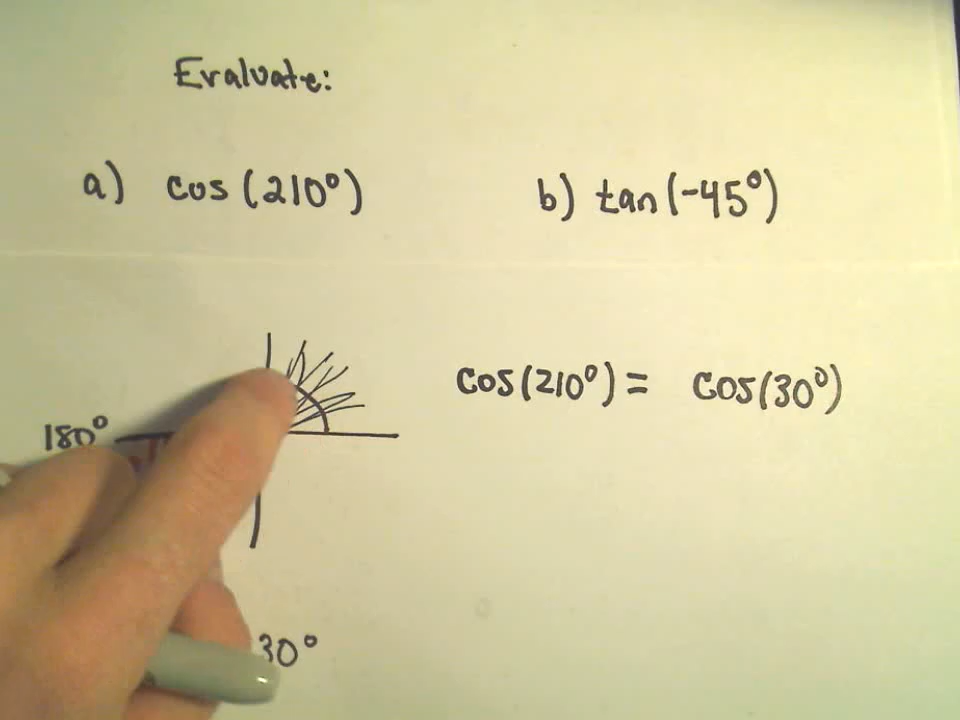 Evaluate:
a) cos(210°)
b) tan(-45°)
cos(210°) = cos(30°)
180°
30°